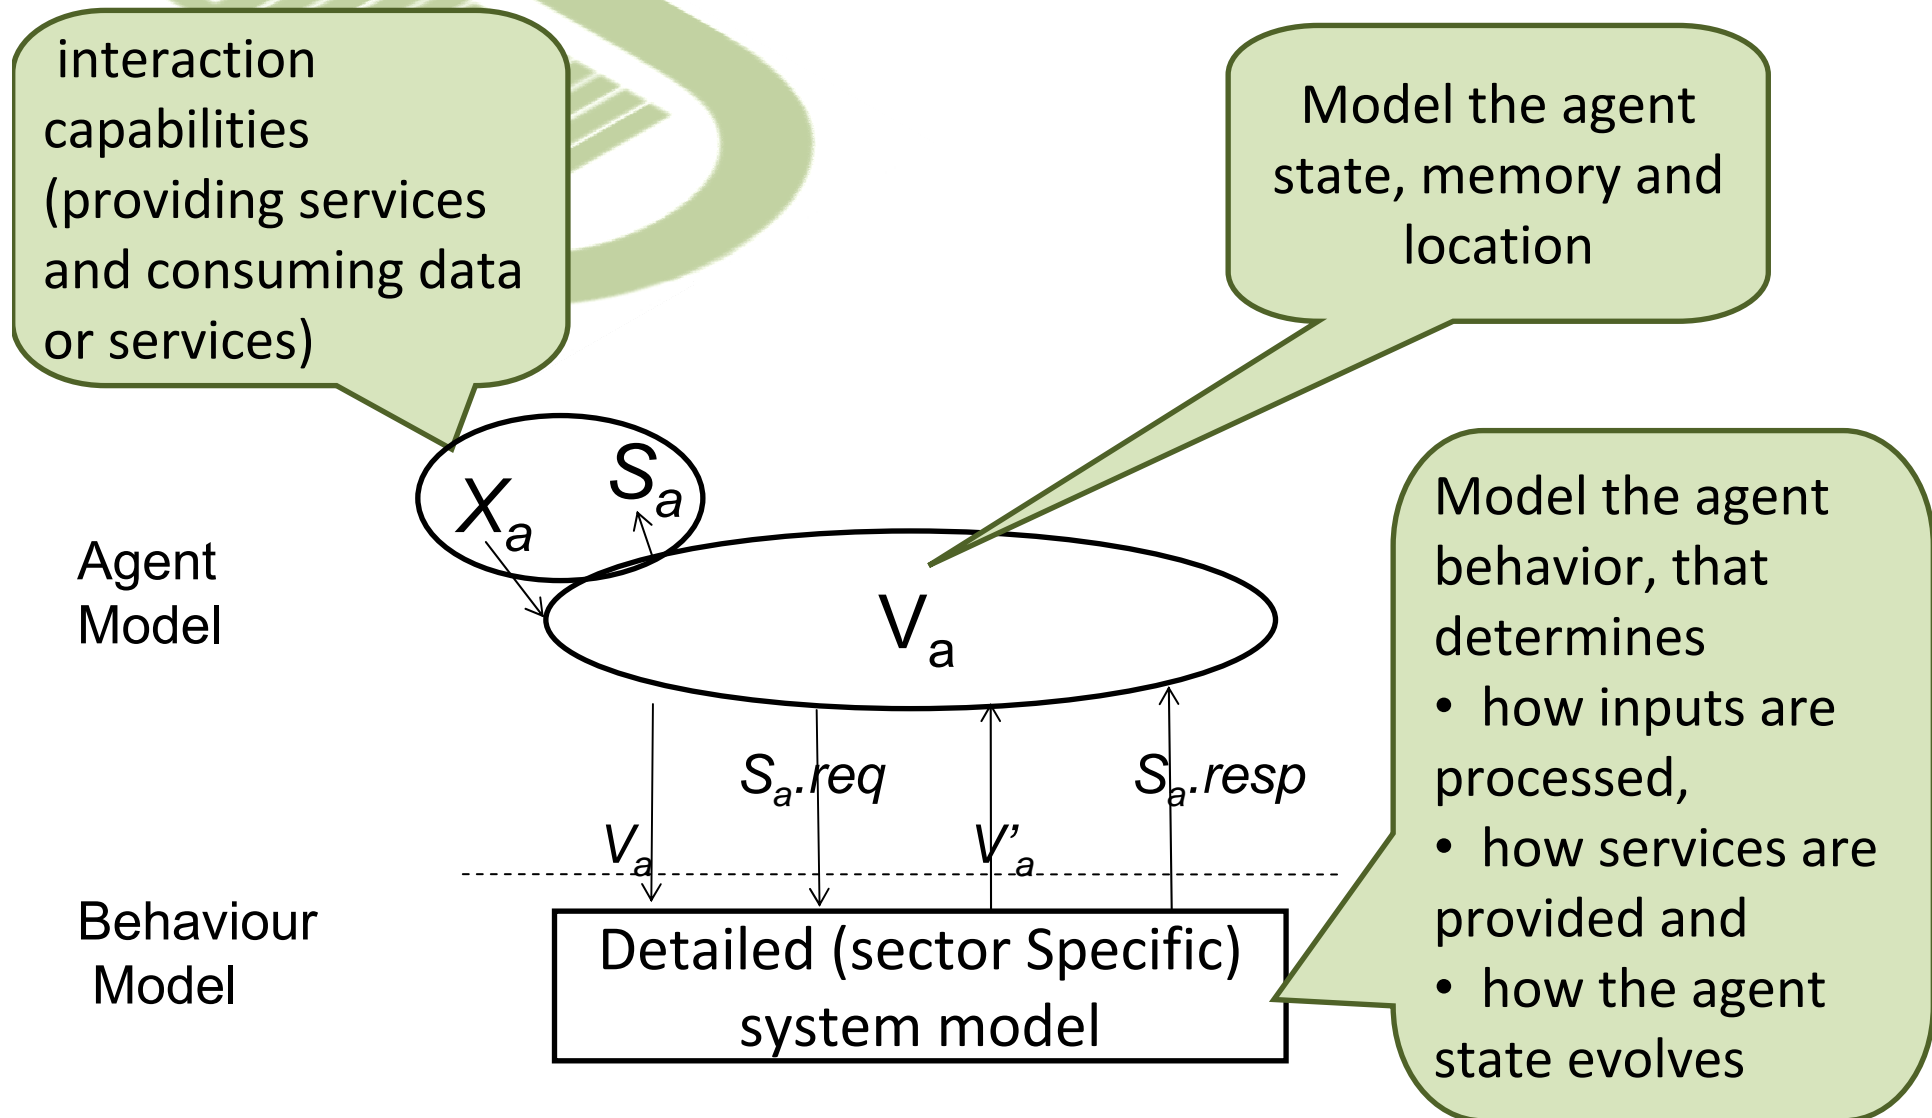 interaction
capabilities
(providing services
and consuming data
or services)
Model the agent
state, memory and
location
Xa
Sa
Agent
Model
Va
Model the agent
behavior, that
determines
• how inputs are
processed,
• how services are
provided and
• how the agent
state evolves
Sa.req
Sa.resp
Va
V’a
Behaviour
Model
Detailed (sector Specific)
system model